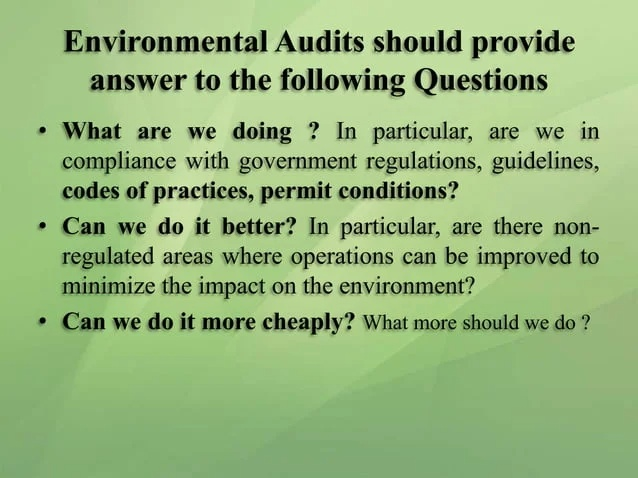 Environmental Audits should provide
answer to the following Questions
• What are we doing ? In particular, are we in
compliance with government regulations, guidelines,
codes of practices, permit conditions?
• Can we do it better? In particular, are there non-
regulated areas where operations can be improved to
minimize the impact on the environment?
• Can we do it more cheaply? What more should we do ?